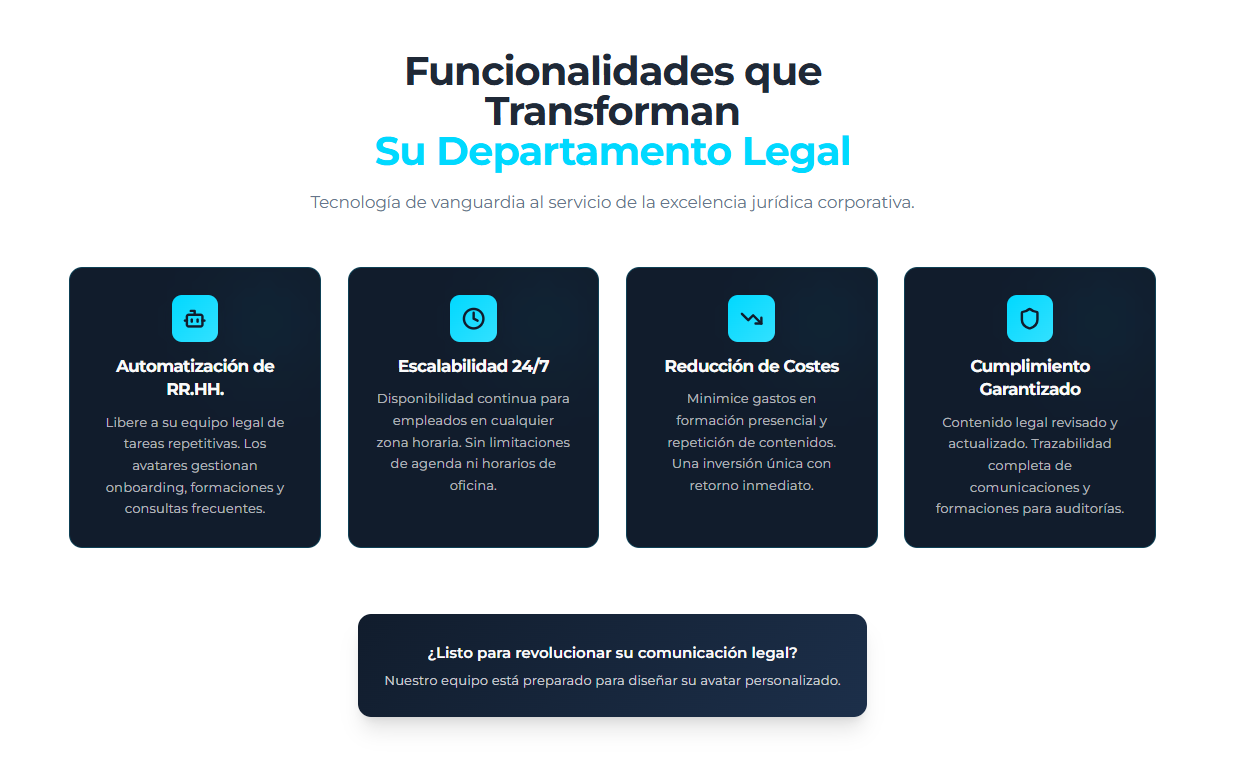 Funcionalidades que
Transforman
Su Departamento Legal
Tecnología de vanguardia al servicio de la excelencia jurídica corporativa.
Automatización de
RR.HH.
Libere a su equipo legal de
tareas repetitivas. Los
avatares gestionan
onboarding, formaciones y
consultas frecuentes.
Escalabilidad 24/7
Disponibilidad continua para
empleados en cualquier
zona horaria. Sin limitaciones
de agenda ni horarios de
oficina.
Reducción de Costes
Minimice gastos en
formación presencial y
repetición de contenidos.
Una inversión única con
retorno inmediato.
Cumplimiento
Garantizado
Contenido legal revisado y
actualizado. Trazabilidad
completa de
comunicaciones y
formaciones para auditorías.
¿Listo para revolucionar su comunicación legal?
Nuestro equipo está preparado para diseñar su avatar personalizado.